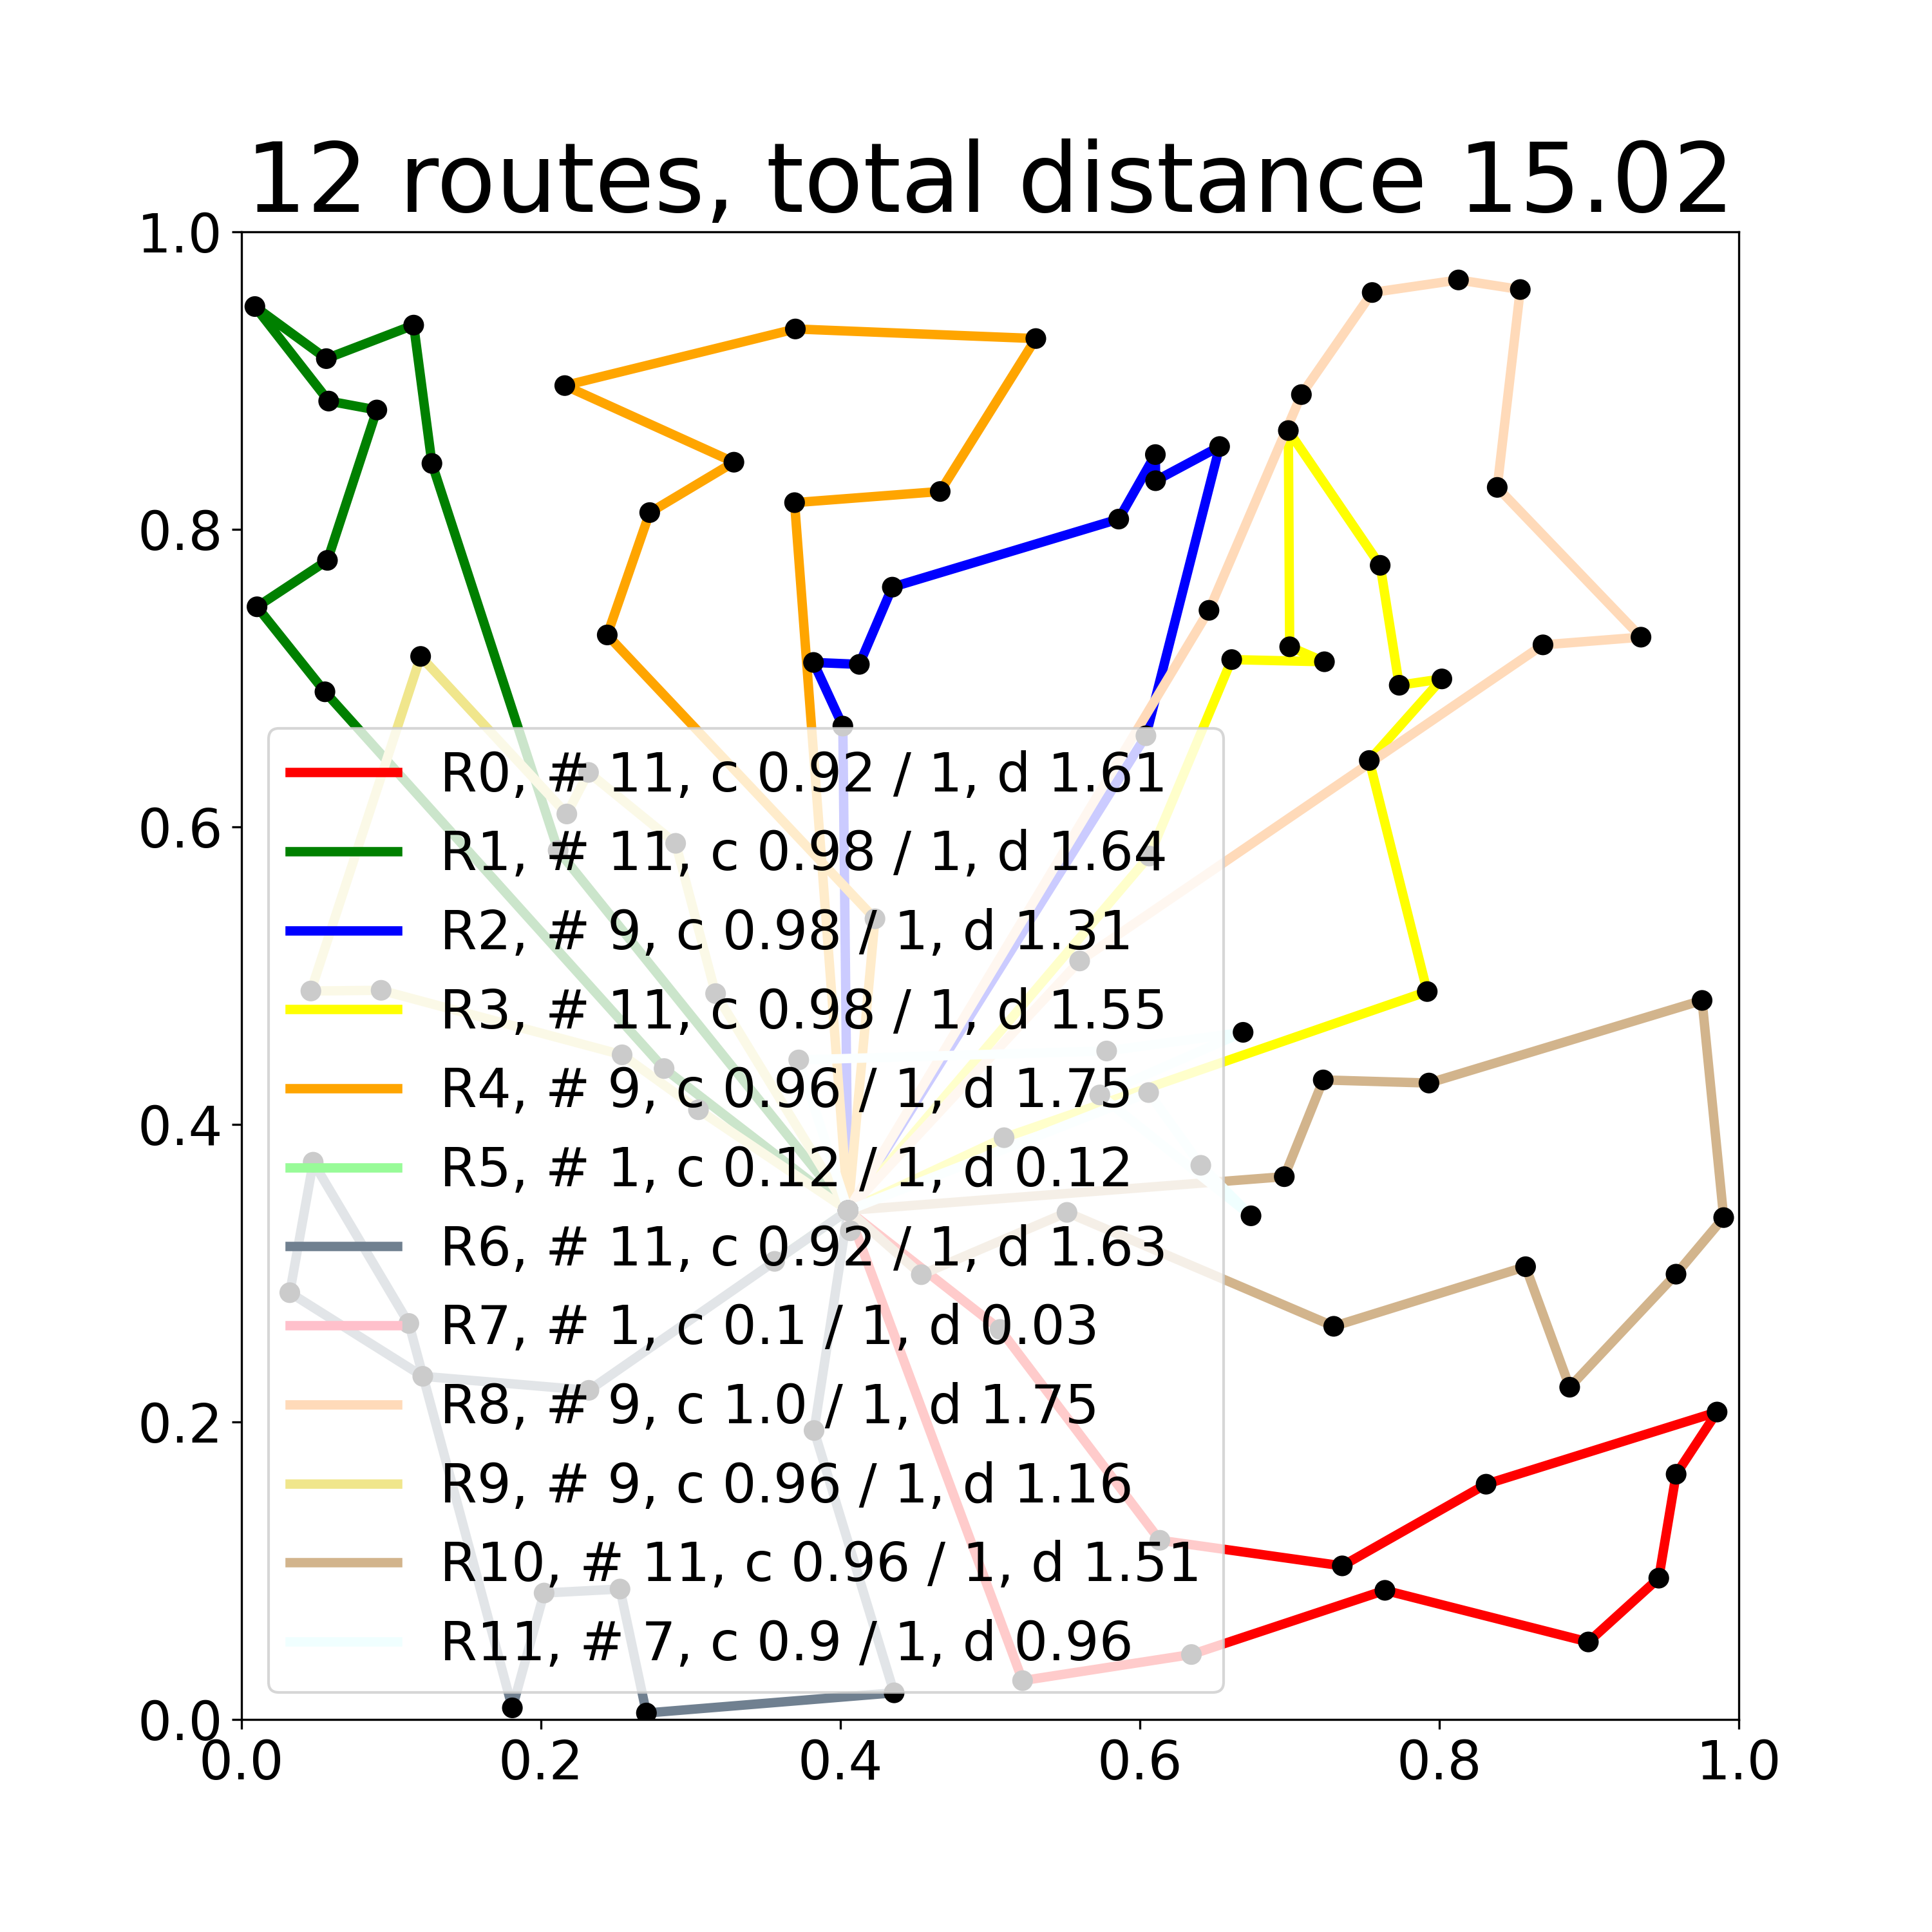 12 routes, total distance 15.02
1.0
0.8
0.6
0.4
0.2
0.0
R0, # 11, c 0.92 / 1, d 1.61
R1, # 11, c 0.98 / 1, d 1.64
R2, # 9, c 0.98 / 1, d 1.31
R3, # 11, c 0.98 / 1, d 1.55
R4, # 9, c 0.96 / 1, d 1.75
R5, # 1, c 0.12 / 1, d 0.12
R6, # 11, c 0.92 / 1, d 1.63
R7, # 1, c 0.1 / 1, d 0.03
R8, # 9, c 1.0 / 1, d 1.75
R9, # 9, c 0.96 / 1, d 1.16
R10, # 11, c 0.96 / 1, d 1.51
R11, # 7, c 0.9 / 1, d 0.96
0.0 0.2 0.4 0.6 0.8 1.0